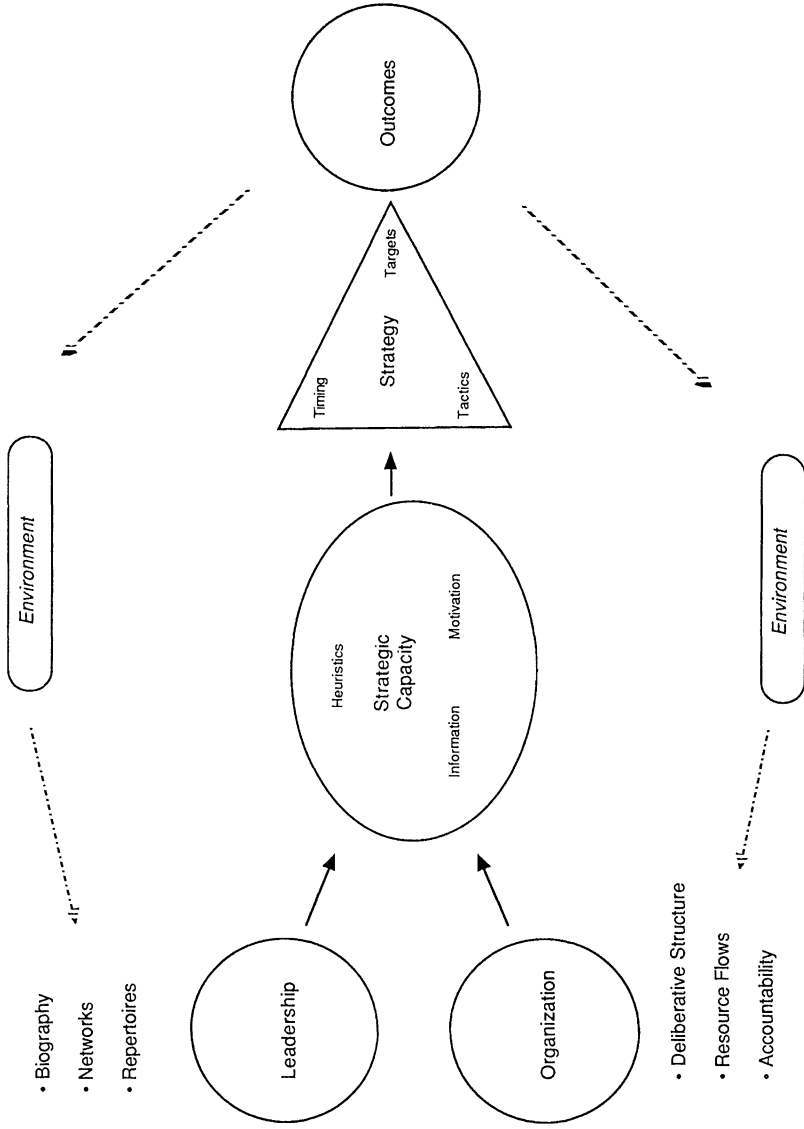 • Biography
• Networks
• Repertoires
Environment
Leadership
Heuristics
Strategic
Capacity
Information
Motivation
Timing
Strategy
Targets
Tactics
Outcomes
Organization
• Deliberative Structure
• Resource Flows
• Accountability
Environment